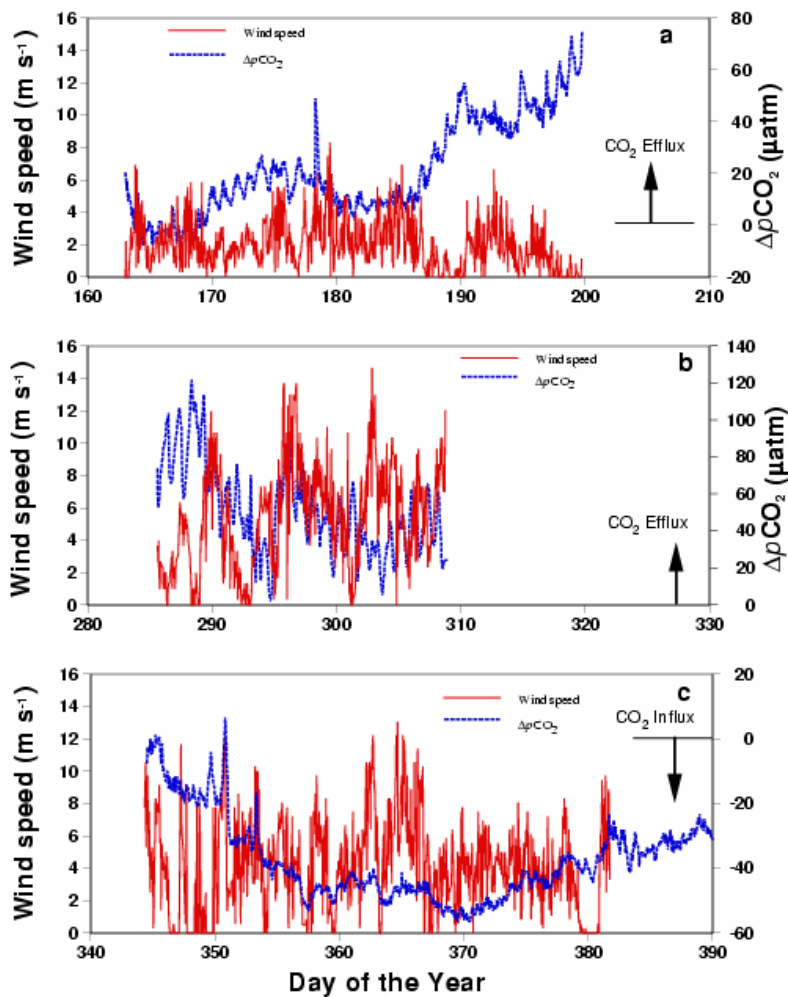 a
Wind speed
ΔpCO₂
Wind speed (m s⁻¹)
16
14
12
10
8
6
4
2
0
80
60
40
20
0
-20
ΔpCO₂ (μatm)
CO₂ Efflux
160 170 180 190 200 210
b
Wind speed
ΔpCO₂
Wind speed (m s⁻¹)
16
14
12
10
8
6
4
2
0
140
120
100
80
60
40
20
0
ΔpCO₂ (μatm)
CO₂ Efflux
280 290 300 310 320 330
c
Wind speed
ΔpCO₂
Wind speed (m s⁻¹)
16
14
12
10
8
6
4
2
0
20
0
-20
-40
-60
CO₂ Influx
340 350 360 370 380 390
Day of the Year